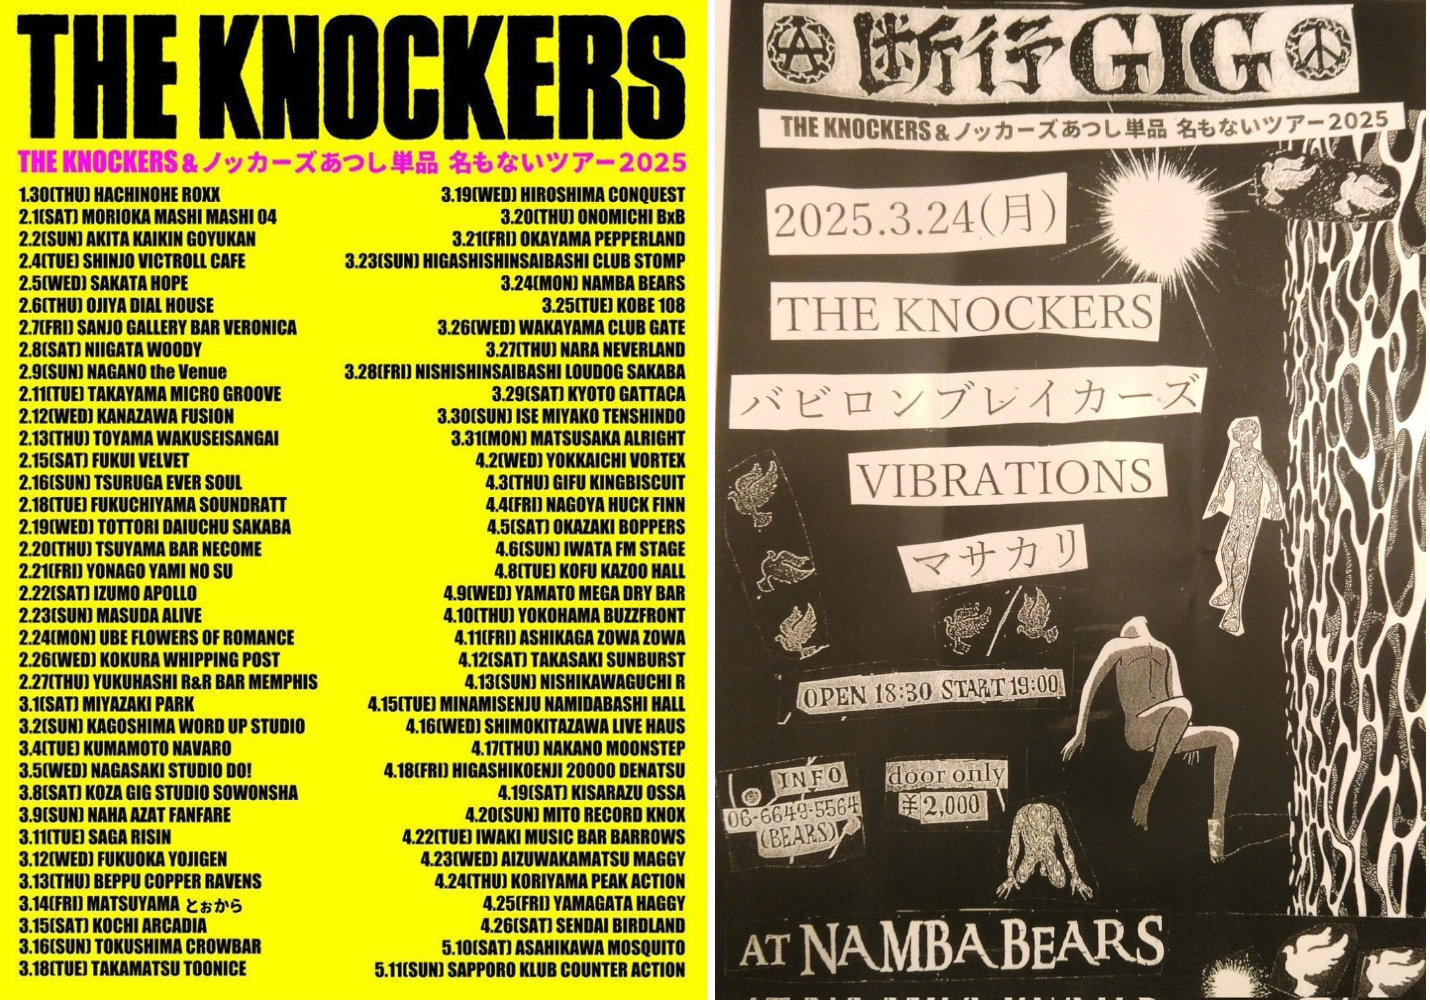 THE KNOCKERS
THE KNOCKERS & ノッカーズあつし単品 名もないツアー2025
1.30(THU) HACHINOHE ROXX
2.1(SAT) MORIOKA MASHI MASHI 04
2.2(SUN) AKITA KAIKIN GOYUKAN
2.4(TUE) SHINJO VICTROLL CAFE
2.5(WED) SAKATA HOPE
2.6(THU) OJIYA DIAL HOUSE
2.7(FRI) SANJO GALLERY BAR VERONICA
2.8(SAT) NIIGATA WOODY
2.9(SUN) NAGANO the Venue
2.11(TUE) TAKAYAMA MICRO GROOVE
2.12(WED) KANAZAWA FUSION
2.13(THU) TOYAMA WAKUSEISANGAI
2.15(SAT) FUKUI VELVET
2.16(SUN) TSURUGA EVER SOUL
2.18(TUE) FUKUCHIYAMA SOUNDRATT
2.19(WED) TOTTORI DAIUCHU SAKABA
2.20(THU) TSUYAMA BAR NECOME
2.21(FRI) YONAGO YAMI NO SU
2.22(SAT) IZUMO APOLLO
2.23(SUN) MASUDA ALIVE
2.24(MON) UBE FLOWERS OF ROMANCE
2.26(WED) KOKURA WHIPPING POST
2.27(THU) YUKUHASHI R&R BAR MEMPHIS
3.1(SAT) MIYAZAKI PARK
3.2(SUN) KAGOSHIMA WORD UP STUDIO
3.4(TUE) KUMAMOTO NAVARO
3.5(WED) NAGASAKI STUDIO DO!
3.8(SAT) KOZA GIG STUDIO SOWONSHA
3.9(SUN) NAHA AZAT FANFARE
3.11(TUE) SAGA RISIN
3.12(WED) FUKUOKA YOJIGEN
3.13(THU) BEPPU COPPER RAVENS
3.14(FRI) MATSUYAMA とぉから
3.15(SAT) KOCHI ARCADIA
3.16(SUN) TOKUSHIMA CROWBAR
3.18(TUE) TAKAMATSU TOONICE
3.19(WED) HIROSHIMA CONQUEST
3.20(THU) ONOMICHI BxB
3.21(FRI) OKAYAMA PEPPERLAND
3.23(SUN) HIGASHISHINSAIBASHI CLUB STOMP
3.24(MON) NAMBA BEARS
3.25(TUE) KOBE 108
3.26(WED) WAKAYAMA CLUB GATE
3.27(THU) NARA NEVERLAND
3.28(FRI) NISHISHINSAIBASHI LOUDOG SAKABA
3.29(SAT) KYOTO GATTACA
3.30(SUN) ISE MIYAKO TENSHINDO
3.31(MON) MATSUSAKA ALRIGHT
4.2(WED) YOKKAICHI VORTEX
4.3(THU) GIFU KINGBISCUIT
4.4(FRI) NAGOYA HUCK FINN
4.5(SAT) OKAZAKI BOPPERS
4.6(SUN) IWATA FM STAGE
4.8(TUE) KOFU KAZOO HALL
4.9(WED) YAMATO MEGA DRY BAR
4.10(THU) YOKOHAMA BUZZFRONT
4.11(FRI) ASHIKAGA ZOWA ZOWA
4.12(SAT) TAKASAKI SUNBURST
4.13(SUN) NISHIKAWAGUCHI R
4.15(TUE) MINAMISENJU NAMIDABASHI HALL
4.16(WED) SHIMOKITAZAWA LIVE HAUS
4.17(THU) NAKANO MOONSTEP
4.18(FRI) HIGASHIKOENJI 20000 DENATSU
4.19(SAT) KISARAZU OSSA
4.20(SUN) MITO RECORD KNOX
4.22(TUE) IWAKI MUSIC BAR BARROWS
4.23(WED) AIZUWAKAMATSU MAGGY
4.24(THU) KORIYAMA PEAK ACTION
4.25(FRI) YAMAGATA HAGGY
4.26(SAT) SENDAI BIRDLAND
5.10(SAT) ASAHIKAWA MOSQUITO
5.11(SUN) SAPPORO KLUB COUNTER ACTION
断行GIG
THE KNOCKERS & ノッカーズあつし単品 名もないツアー2025
2025.3.24(月)
THE KNOCKERS
バビロンブレイカーズ
VIBRATIONS
マサカリ
OPEN 18:30 START 19:00
INFO
06-6649-5564
(BEARS)
door only
¥2,000
AT NAMBA BEARS